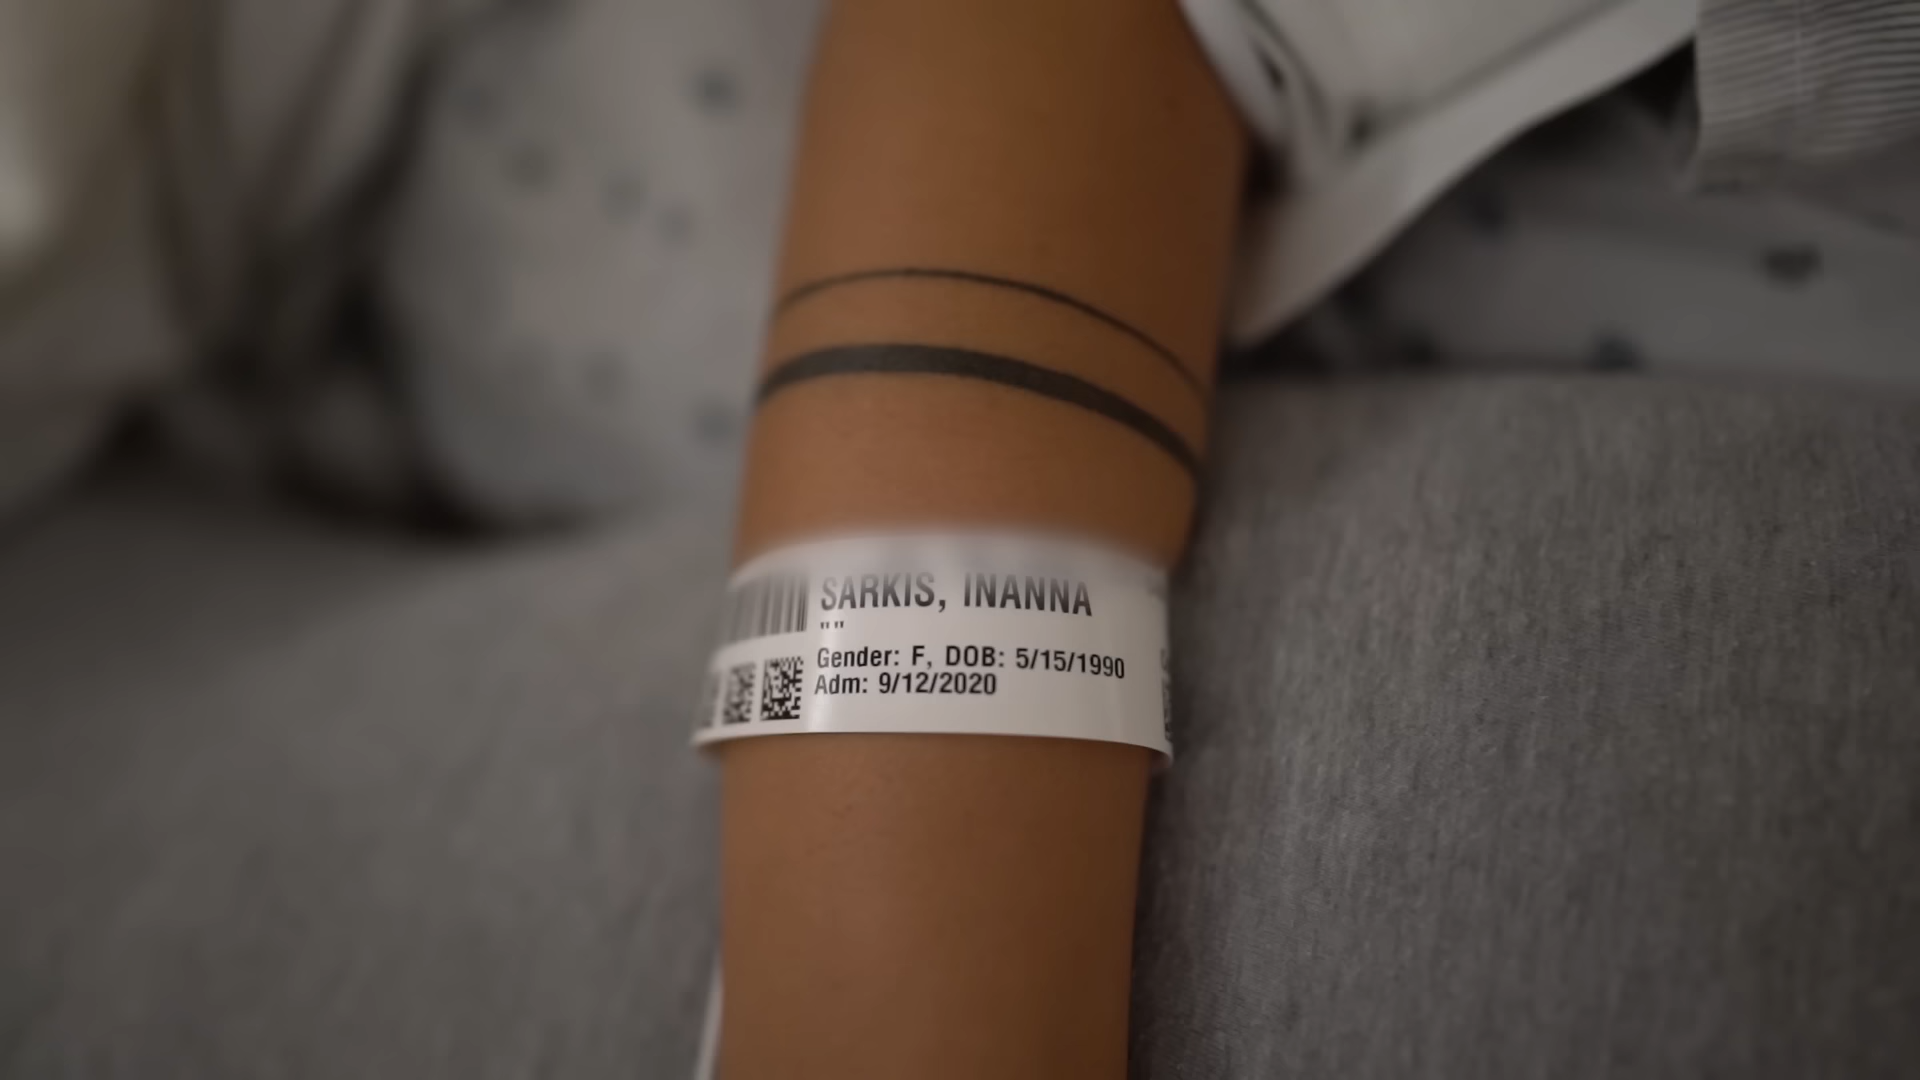 SARKIS, INANNA
""
Gender: F, DOB: 5/15/1990
Adm: 9/12/2020